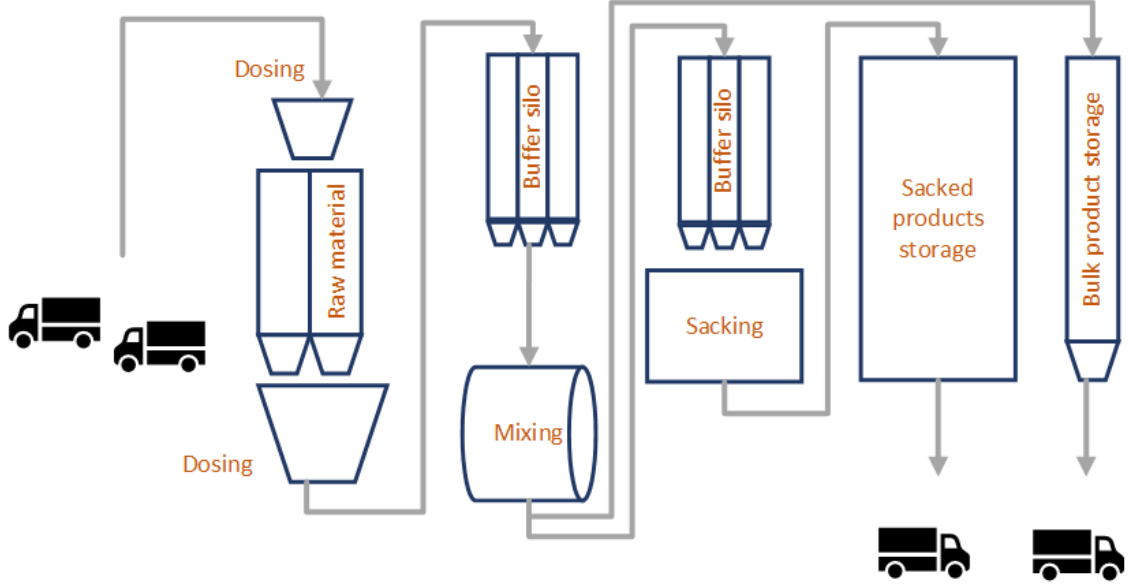 Dosing
Raw material
Dosing
Buffer silo
Mixing
Buffer silo
Sacking
Sacked
products
storage
Bulk product storage